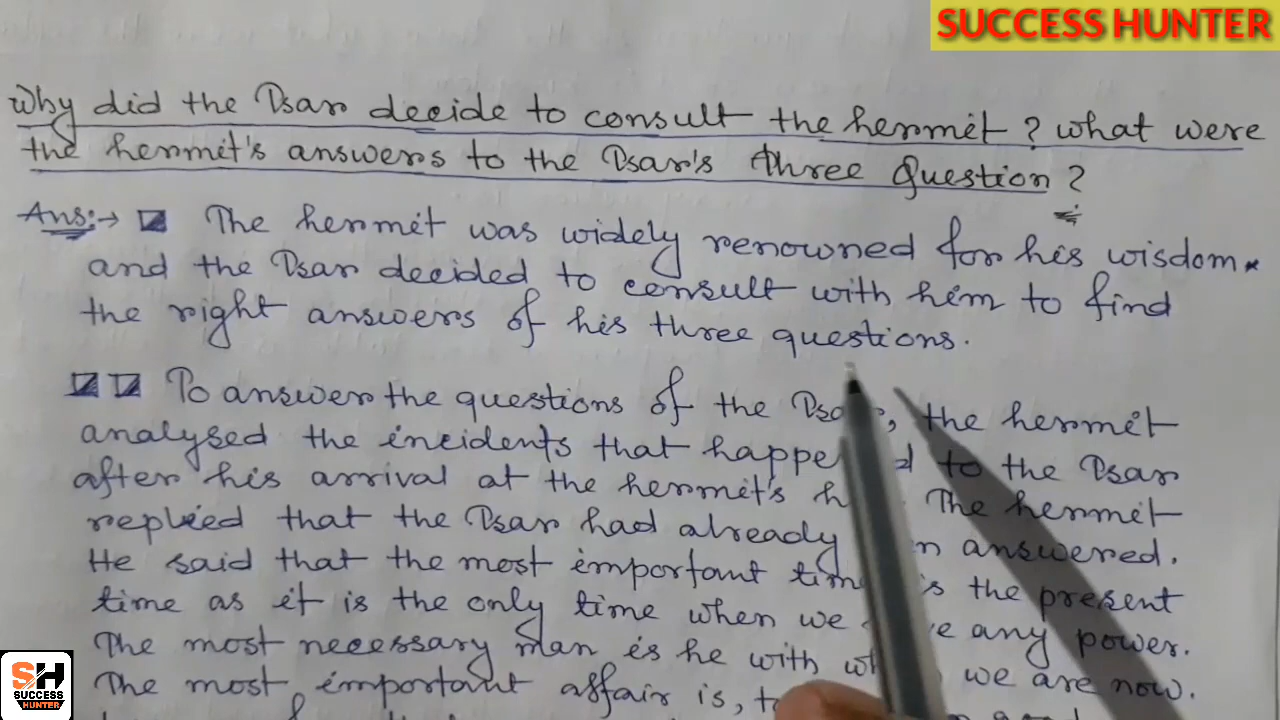 SUCCESS HUNTER
Why did the Tsar decide to consult the hermit? What were
the hermit's answers to the Tsar's three Question?
Ans:→ The hermit was widely renowned for his wisdom
and the Tsar decided to consult with him to find
the right answers of his three questions.
To answer the questions of the the hermit
analysed the incidents that to the Tsar
after his arrival at the hermit's The hermit
replied that the Tsar had already answered.
He said that the most important the present
time as it is the only time when we any power.
The most necessary man is he with we are now.
The most important affair is,
SH
SUCCESS
HUNTER